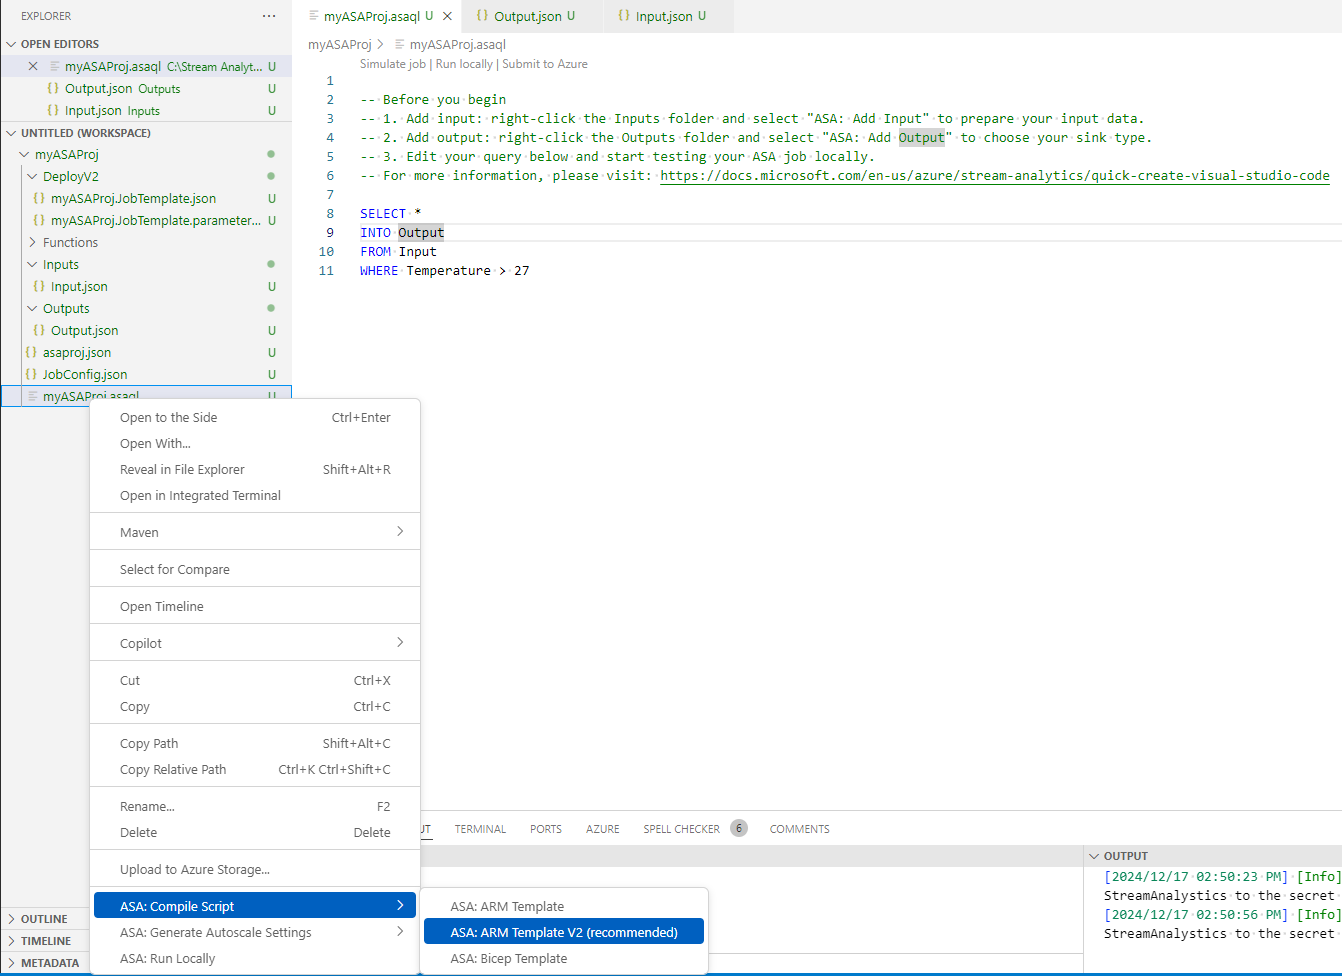 EXPLORER
OPEN EDITORS
myASAProj.asaql C:\Stream Analyt... U
Output.json Outputs U
Input.json Inputs U
UNTITLED (WORKSPACE)
myASAProj
DeployV2
myASAProj.JobTemplate.json U
myASAProj.JobTemplate.parameter... U
Functions
Inputs
Input.json U
Outputs
Output.json U
asaproj.json U
JobConfig.json U
myASAProj.asaql U
OUTLINE
TIMELINE
METADATA
myASAProj.asaql U
Output.json U
Input.json U
myASAProj > myASAProj.asaql
Simulate job | Run locally | Submit to Azure
1
2 -- Before you begin
3 -- 1. Add input: right-click the Inputs folder and select "ASA: Add Input" to prepare your input data.
4 -- 2. Add output: right-click the Outputs folder and select "ASA: Add Output" to choose your sink type.
5 -- 3. Edit your query below and start testing your ASA job locally.
6 -- For more information, please visit: https://docs.microsoft.com/en-us/azure/stream-analytics/quick-create-visual-studio-code
7
8 SELECT *
9 INTO Output
10 FROM Input
11 WHERE Temperature > 27
Open to the Side Ctrl+Enter
Open With...
Reveal in File Explorer Shift+Alt+R
Open in Integrated Terminal
Maven
Select for Compare
Open Timeline
Copilot
Cut Ctrl+X
Copy Ctrl+C
Copy Path Shift+Alt+C
Copy Relative Path Ctrl+K Ctrl+Shift+C
Rename... F2
Delete Delete
Upload to Azure Storage...
ASA: Compile Script
ASA: Generate Autoscale Settings
ASA: Run Locally
ASA: ARM Template
ASA: ARM Template V2 (recommended)
ASA: Bicep Template
UT TERMINAL PORTS AZURE SPELL CHECKER 6 COMMENTS
OUTPUT
[2024/12/17 02:50:23 PM] [Info]
StreamAnalystics to the secret
[2024/12/17 02:50:56 PM] [Info]
StreamAnalystics to the secret